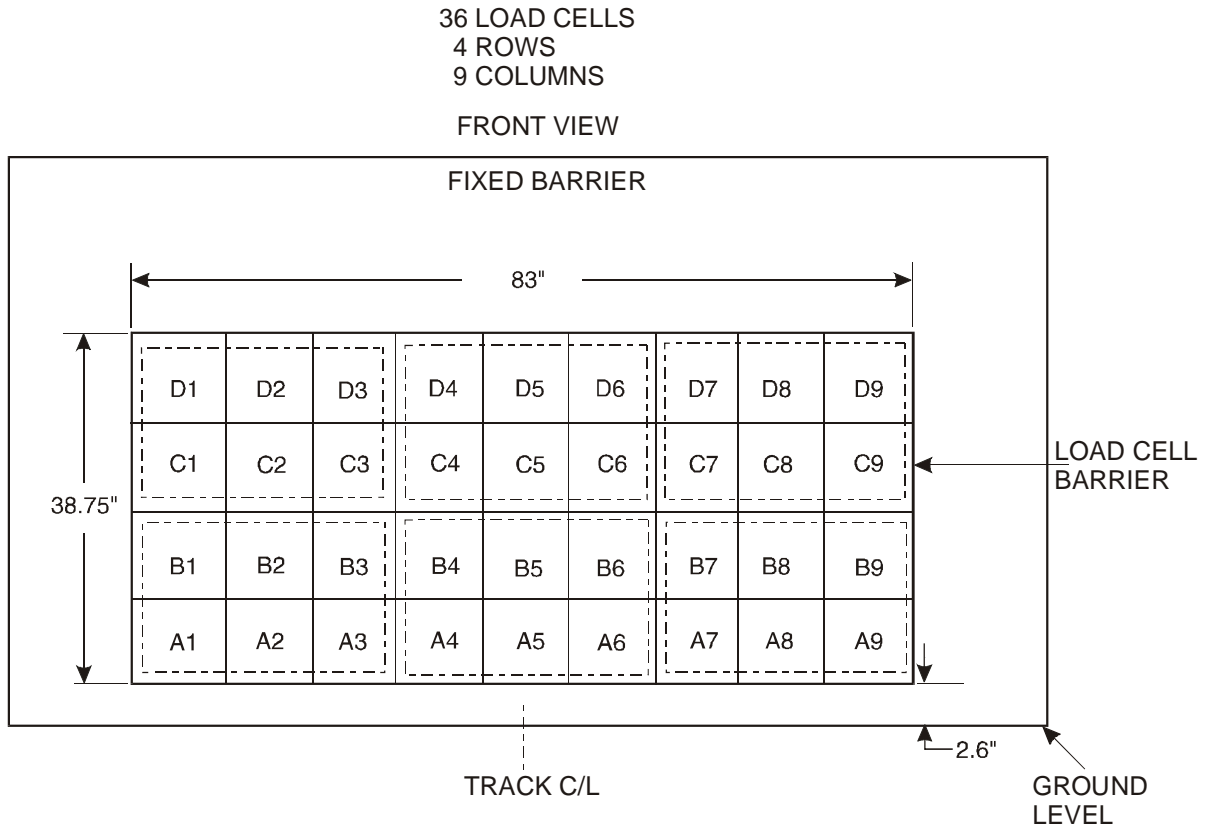 36 LOAD CELLS
4 ROWS
9 COLUMNS
FRONT VIEW
FIXED BARRIER
83"
D1 D2 D3 D4 D5 D6 D7 D8 D9
C1 C2 C3 C4 C5 C6 C7 C8 C9
LOAD CELL
BARRIER
38.75"
B1 B2 B3 B4 B5 B6 B7 B8 B9
A1 A2 A3 A4 A5 A6 A7 A8 A9
2.6"
TRACK C/L
GROUND
LEVEL